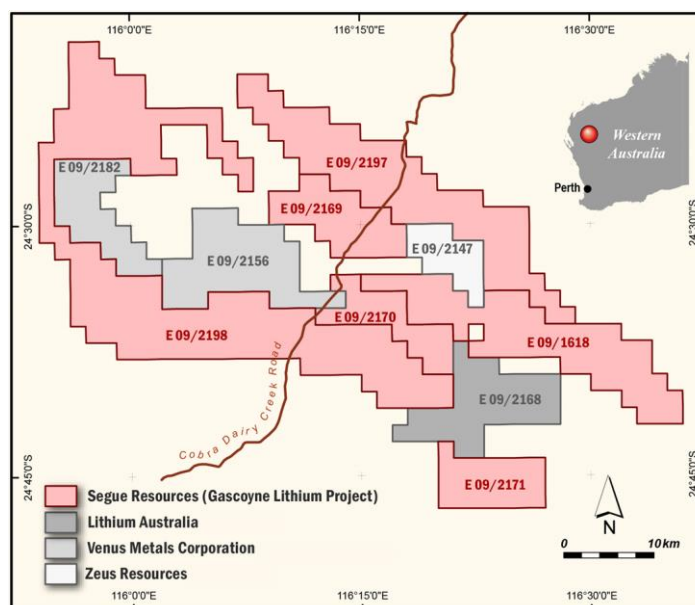 116°0'0"E
116°15'0"E
116°30'0"E
E 09/2182
E 09/2197
Western
Australia
E 09/2169
Perth
24°30'0"S
24°30'0"S
E 09/2147
E 09/2156
E 09/2170
E 09/2198
E 09/1618
Cobra Dairy Creek Road
E 09/2168
24°45'0"S
24°45'0"S
E 09/2171
Segue Resources (Gascoyne Lithium Project)
Lithium Australia
Venus Metals Corporation
Zeus Resources
N
0 10km
116°0'0"E
116°15'0"E
116°30'0"E